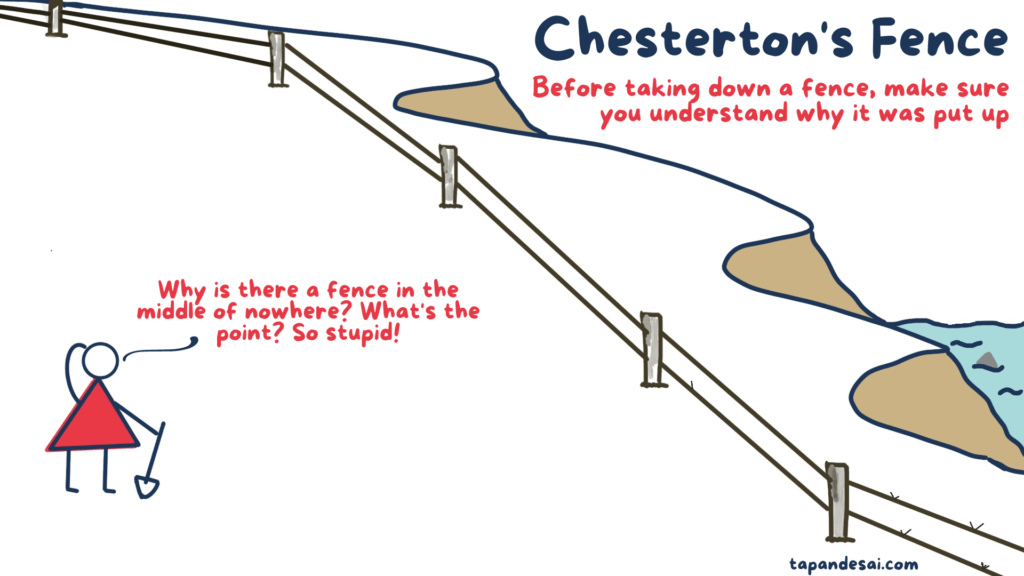 Chesterton's Fence
Before taking down a fence, make sure
you understand why it was put up
Why is there a fence in the
middle of nowhere? What's the
point? So stupid!
tapandesai.com